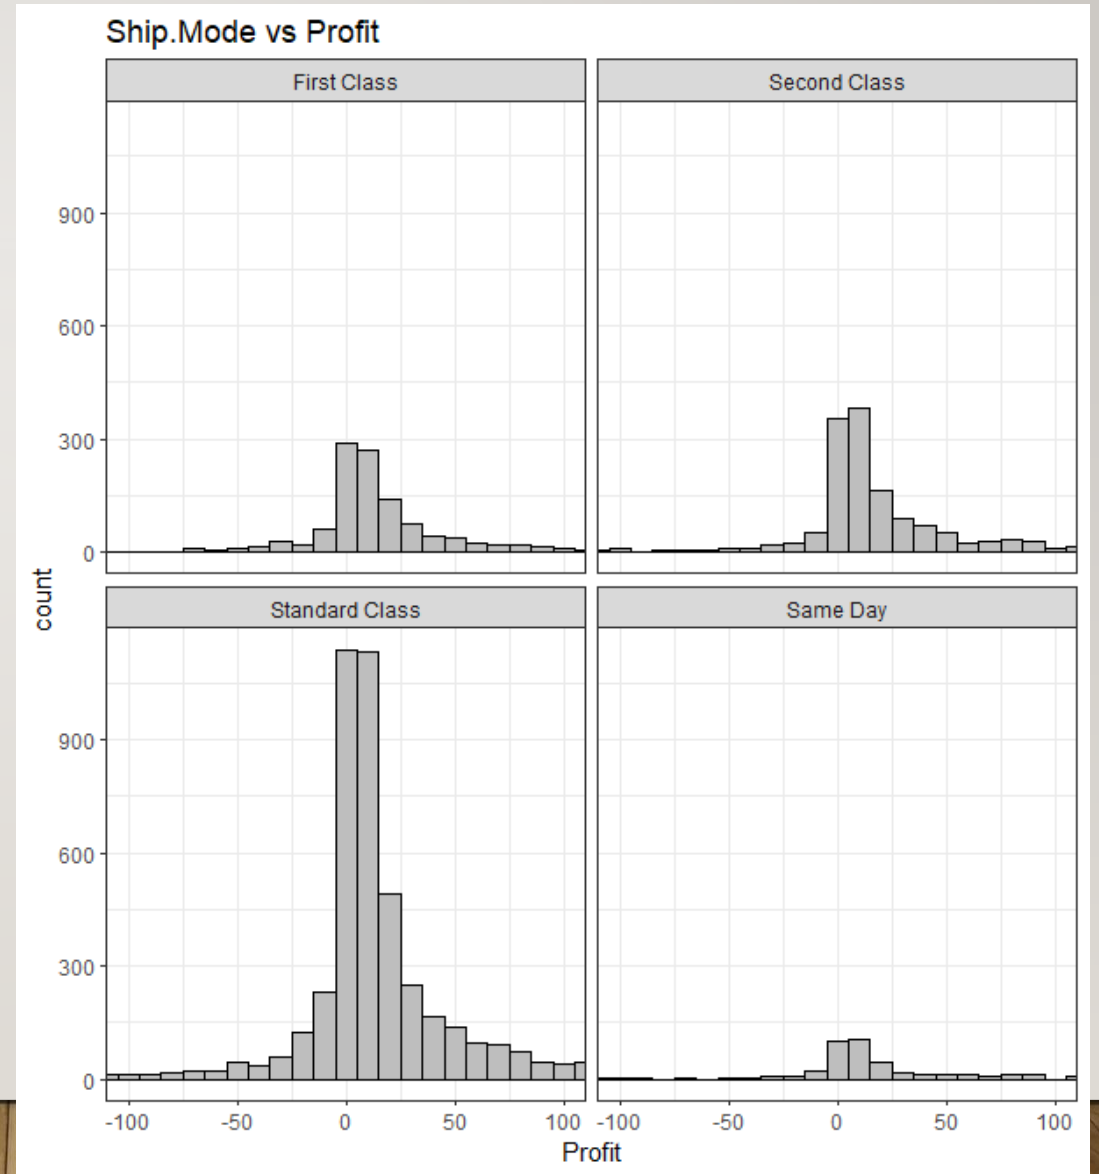 Ship.Mode vs Profit
First Class
Second Class
900
600
300
0
count
Standard Class
Same Day
900
600
300
0
-100 -50 0 50 100
-100 -50 0 50 100
Profit